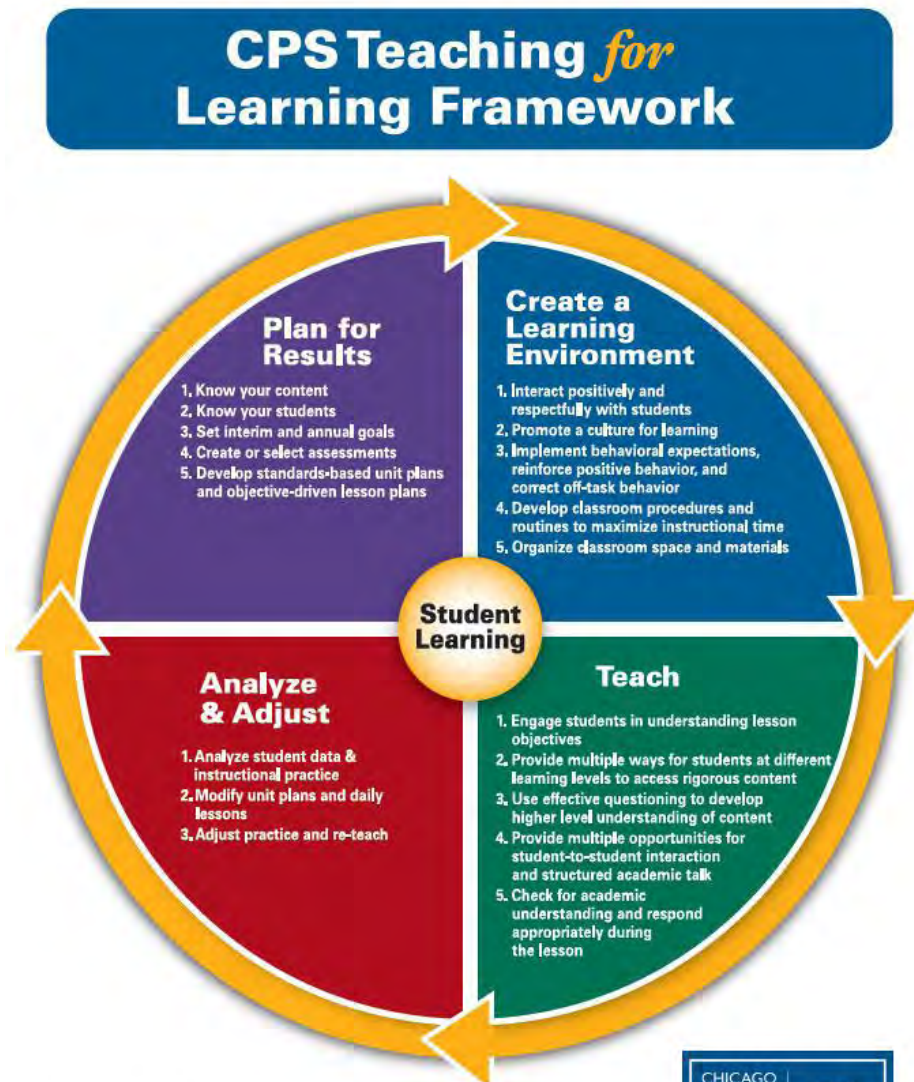 CPS Teaching for
Learning Framework
Plan for
Results
1. Know your content
2. Know your students
3. Set interim and annual goals
4. Create or select assessments
5. Develop standards-based unit plans
and objective-driven lesson plans
Create a
Learning
Environment
1. Interact positively and
respectfully with students
2. Promote a culture for learning
3. Implement behavioral expectations,
reinforce positive behavior, and
correct off-task behavior
4. Develop classroom procedures and
routines to maximize instructional time
5. Organize classroom space and materials
Student
Learning
Analyze
& Adjust
1. Analyze student data &
instructional practice
2. Modify unit plans and daily
lessons
3. Adjust practice and re-teach
Teach
1. Engage students in understanding lesson
objectives
2. Provide multiple ways for students at different
learning levels to access rigorous content
3. Use effective questioning to develop
higher level understanding of content
4. Provide multiple opportunities for
student-to-student interaction
and structured academic talk
5. Check for academic
understanding and respond
appropriately during
the lesson
CHICAGO